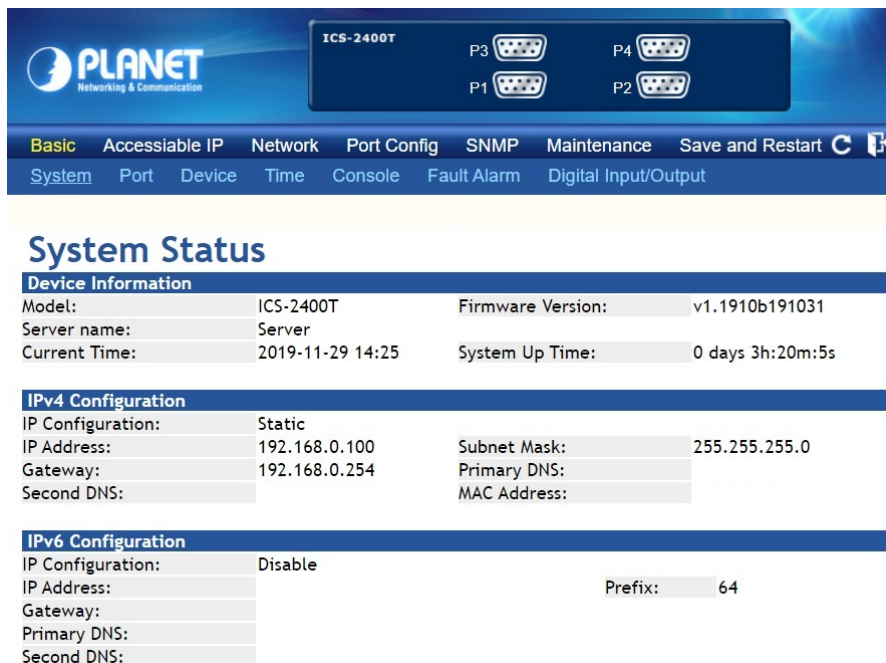 PLANET
Networking & Communication
ICS-2400T
P3 P4
P1 P2
Basic Accessiable IP Network Port Config SNMP Maintenance Save and Restart
System Port Device Time Console Fault Alarm Digital Input/Output
System Status
Device Information
Model: ICS-2400T Firmware Version: v1.1910b191031
Server name: Server
Current Time: 2019-11-29 14:25 System Up Time: 0 days 3h:20m:5s
IPv4 Configuration
IP Configuration: Static
IP Address: 192.168.0.100 Subnet Mask: 255.255.255.0
Gateway: 192.168.0.254 Primary DNS:
Second DNS: MAC Address:
IPv6 Configuration
IP Configuration: Disable
IP Address: Prefix: 64
Gateway:
Primary DNS:
Second DNS: